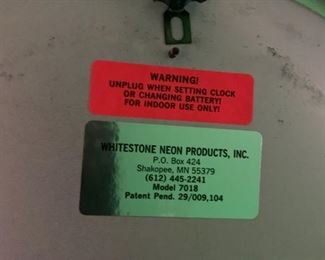 WARNING!
UNPLUG WHEN SETTING CLOCK
OR CHANGING BATTERY!
FOR INDOOR USE ONLY!
WHITESTONE NEON PRODUCTS, INC.
P.O. Box 424
Shakopee, MN 55379
(612) 445-2241
Model 7018
Patent Pend. 29/009,104